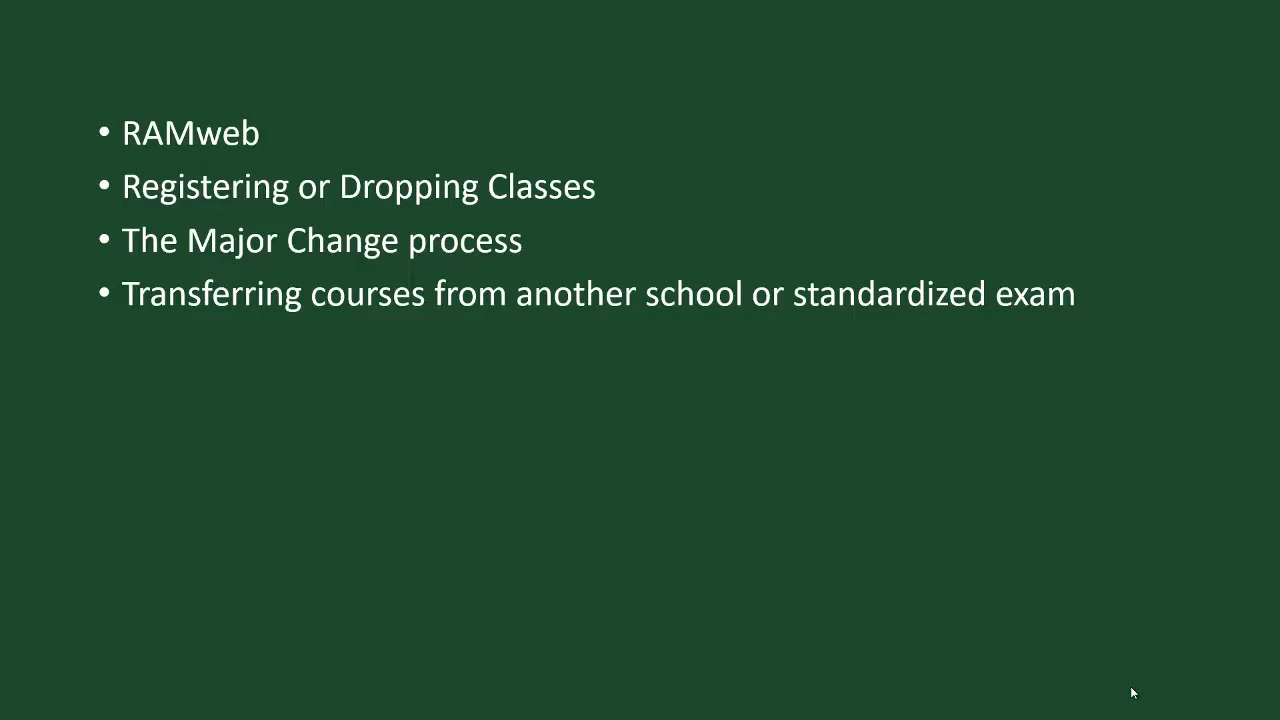 • RAMweb
• Registering or Dropping Classes
• The Major Change process
• Transferring courses from another school or standardized exam